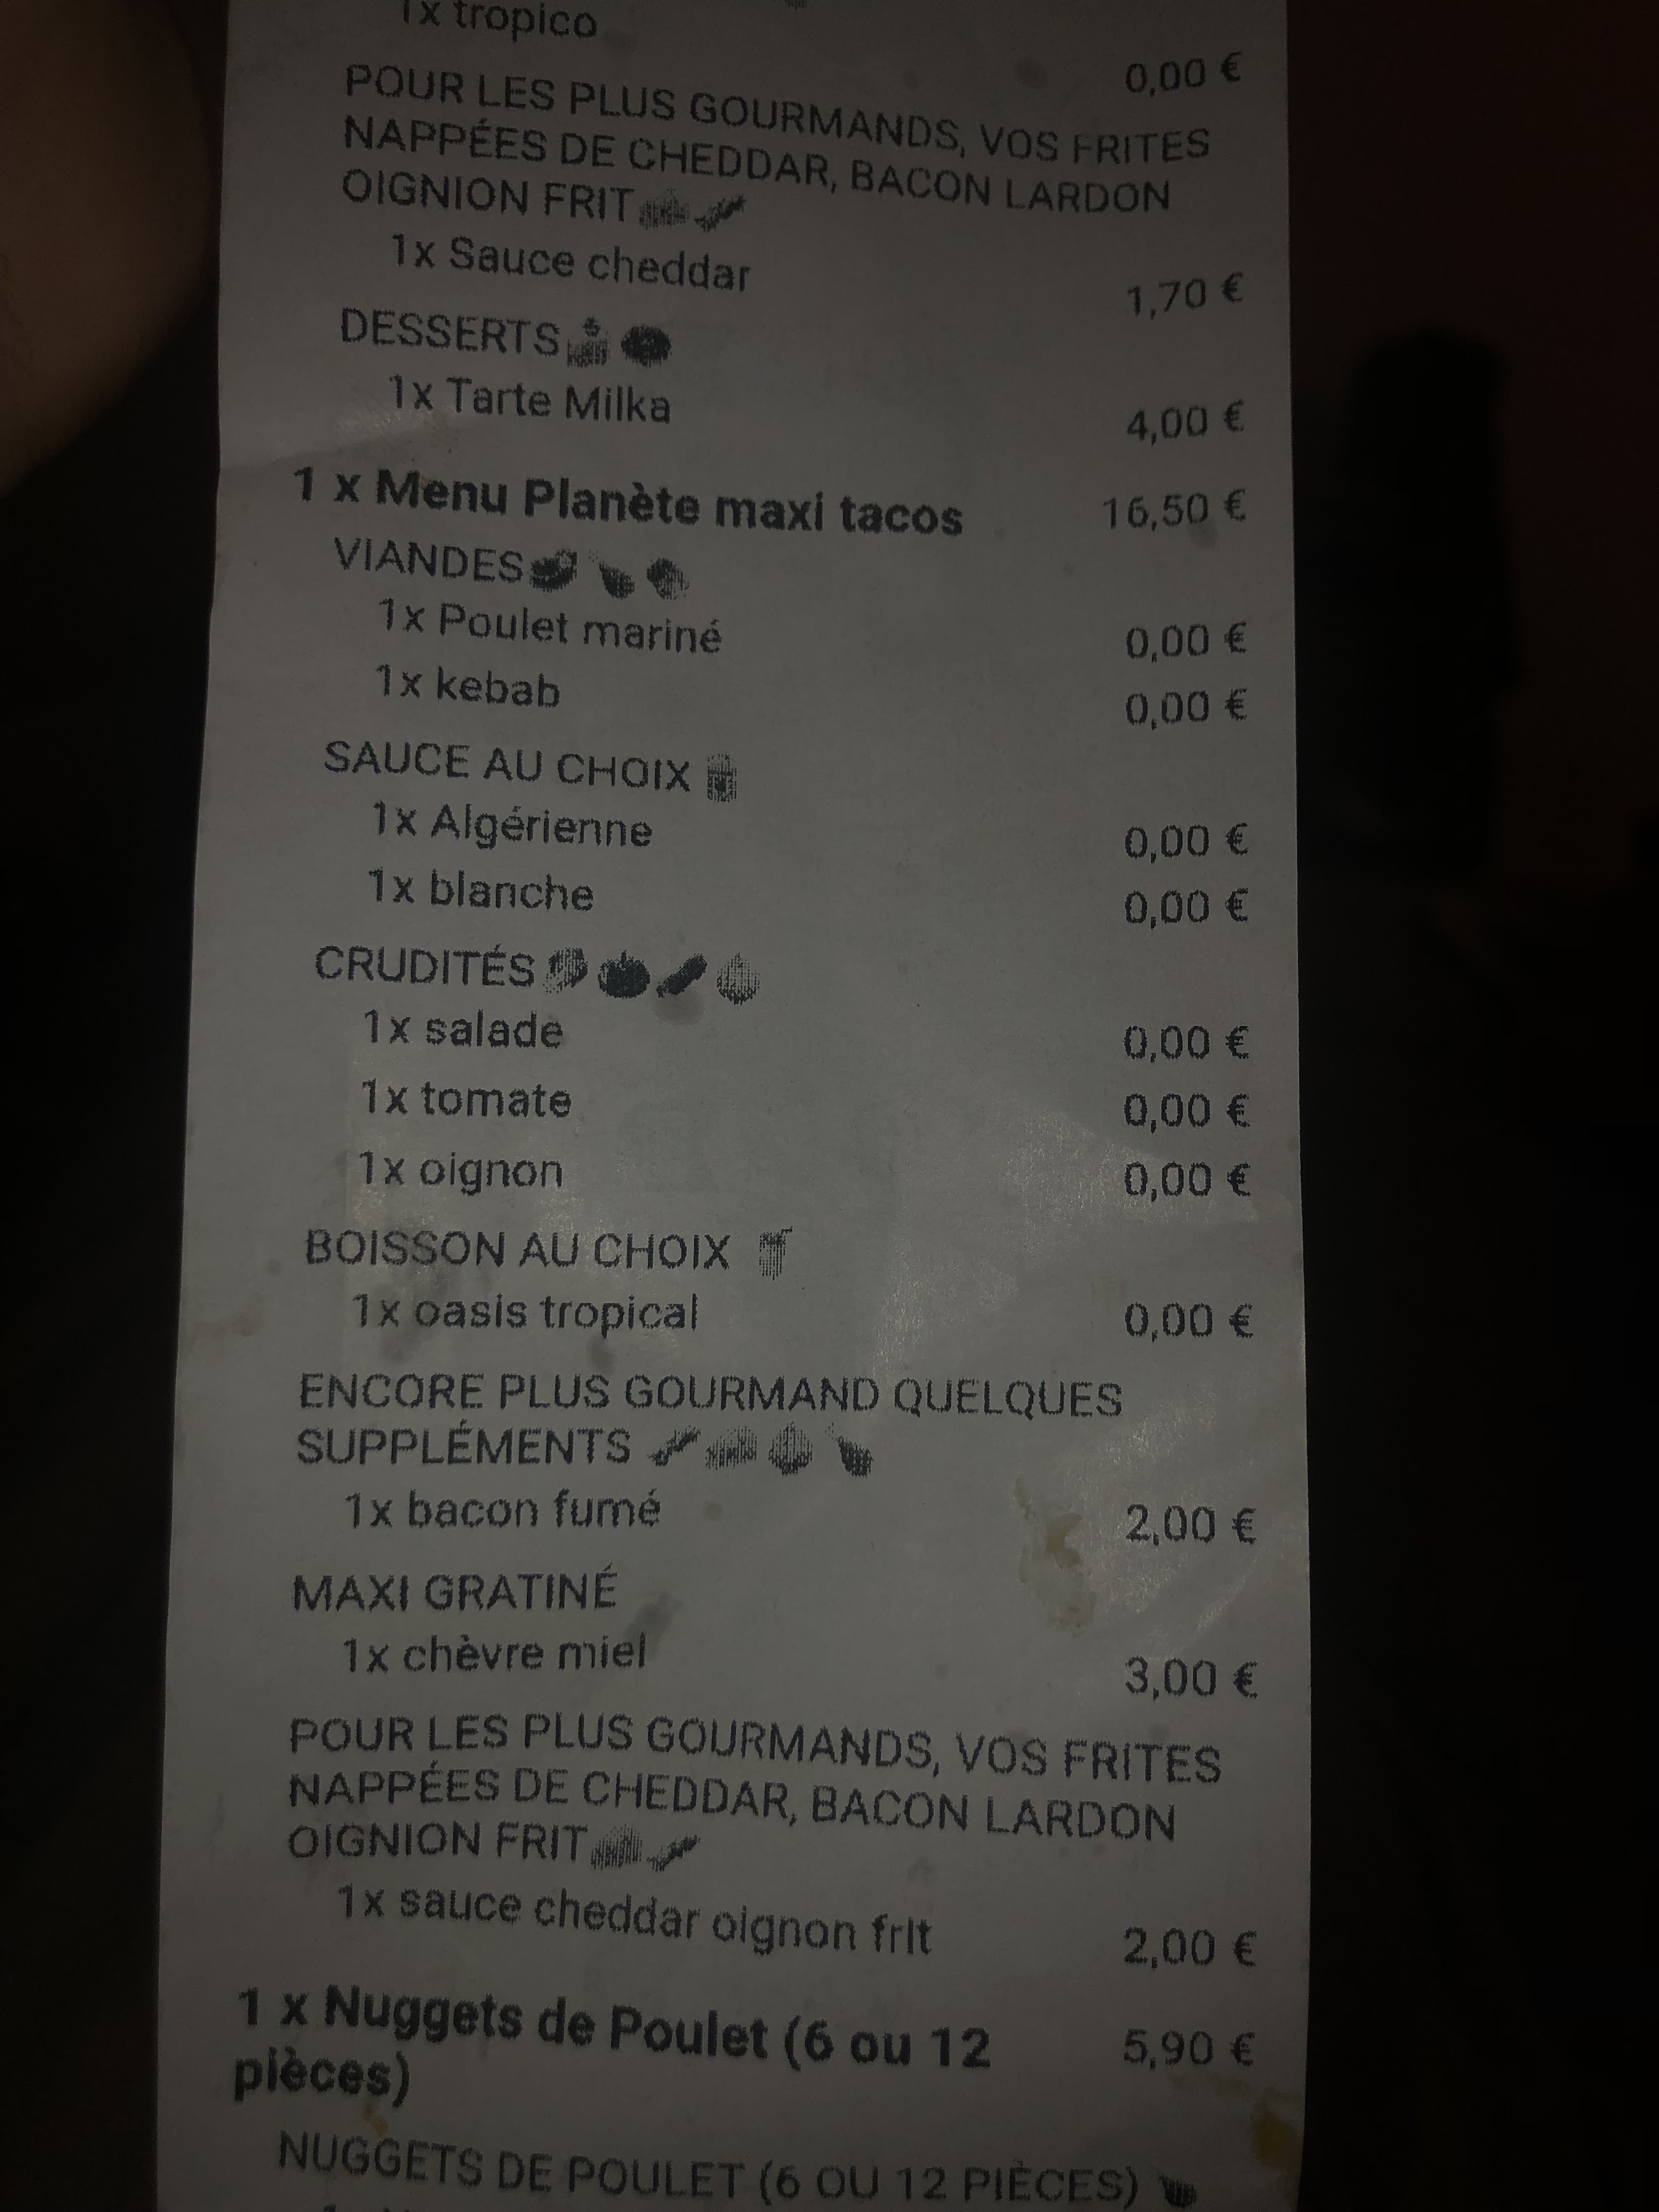 1x tropico
0,00 €
POUR LES PLUS GOURMANDS, VOS FRITES
NAPPÉES DE CHEDDAR, BACON LARDON
OIGNION FRIT
1x Sauce cheddar 1,70 €
DESSERTS
1x Tarte Milka 4,00 €
1 x Menu Planète maxi tacos 16,50 €
VIANDES
1x Poulet mariné 0,00 €
1x kebab 0,00 €
SAUCE AU CHOIX
1x Algérienne 0,00 €
1x blanche 0,00 €
CRUDITÉS
1x salade 0,00 €
1x tomate 0,00 €
1x oignon 0,00 €
BOISSON AU CHOIX
1x oasis tropical 0,00 €
ENCORE PLUS GOURMAND QUELQUES
SUPPLÉMENTS
1x bacon fumé 2,00 €
MAXI GRATINÉ
1x chèvre miel 3,00 €
POUR LES PLUS GOURMANDS, VOS FRITES
NAPPÉES DE CHEDDAR, BACON LARDON
OIGNION FRIT
1x sauce cheddar oignon frit 2,00 €
1 x Nuggets de Poulet (6 ou 12 5,90 €
pièces)
NUGGETS DE POULET (6 OU 12 PIÈCES)